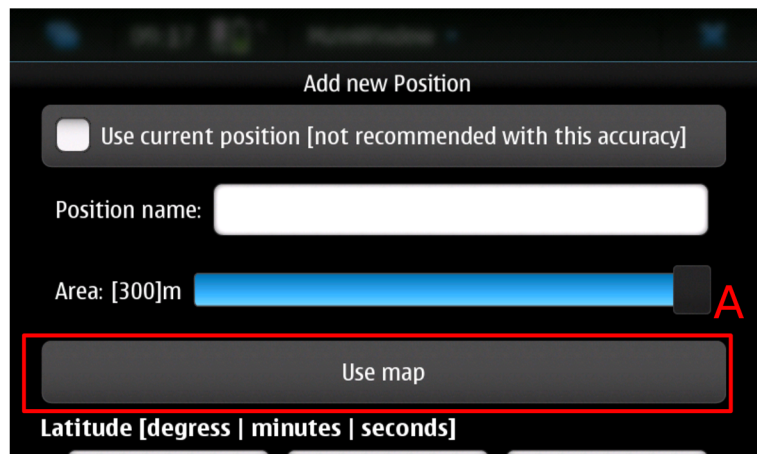 Add new Position
Use current position [not recommended with this accuracy]
Position name:
Area: [300]m
A
Use map
Latitude [degress | minutes | seconds]